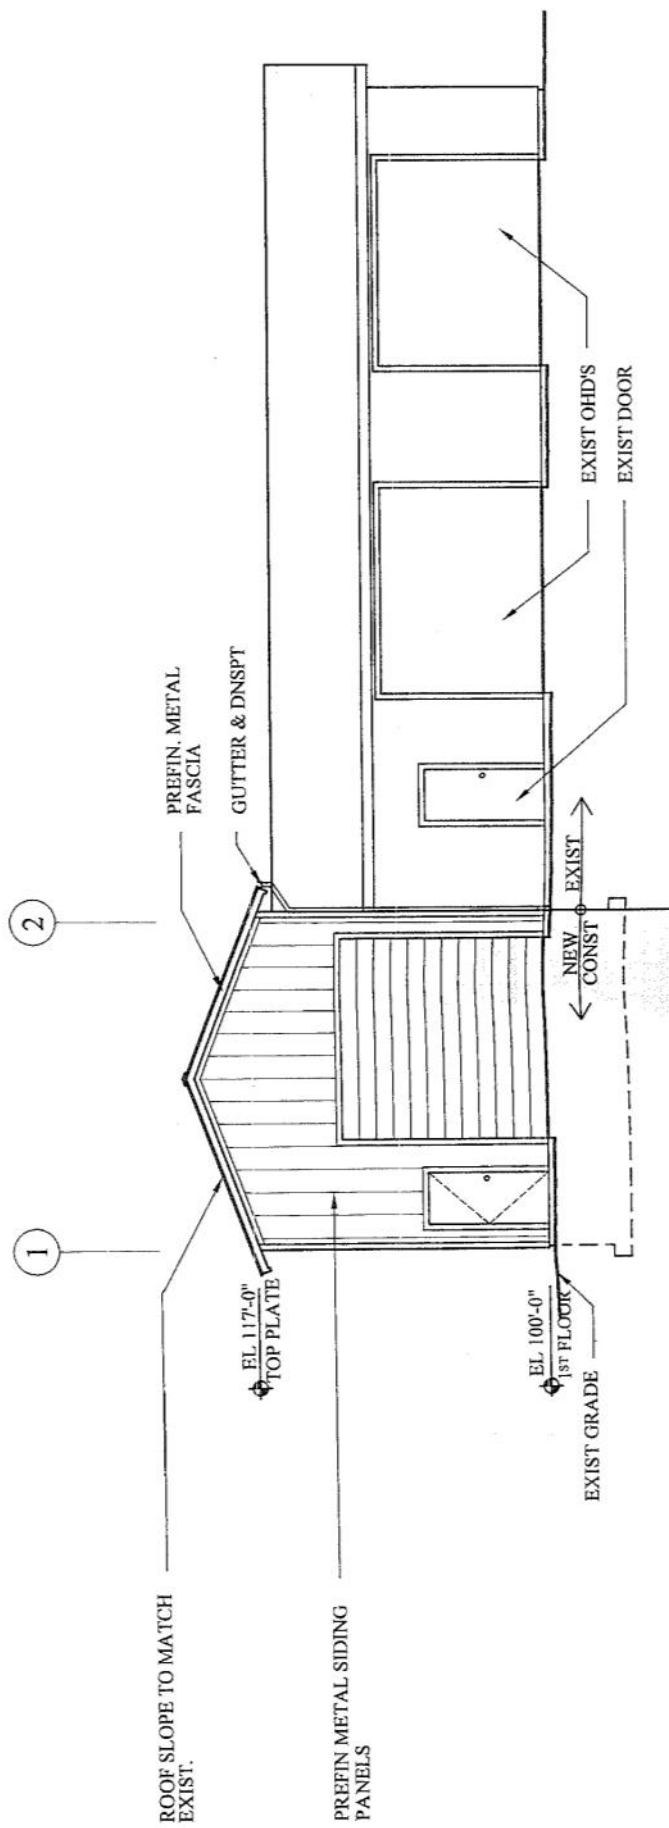 1
2
ROOF SLOPE TO MATCH
EXIST.
PREFIN. METAL
FASCIA
GUTTER & DNSPT
EL 117'-0"
TOP PLATE
PREFIN METAL SIDING
PANELS
EL 100'-0"
1ST FLOOR
EXIST GRADE
NEW
CONST
EXIST
EXIST OHD'S
EXIST DOOR